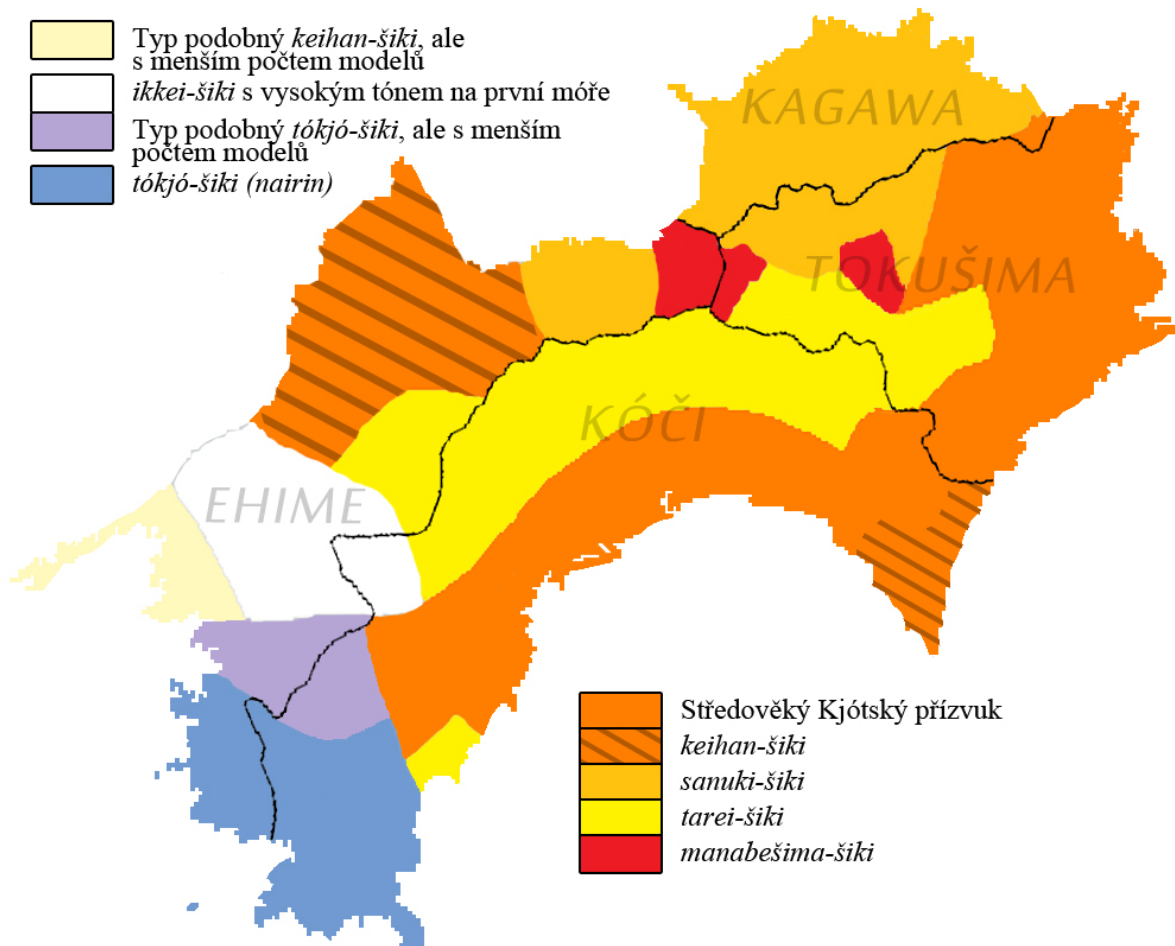 Typ podobný keihan-šiki, ale
s menším počtem modelů
ikkei-šiki s vysokým tónem na první móře
Typ podobný tókjó-šiki, ale s menším
počtem modelů
tókjó-šiki (nairin)
KAGAWA
TOKUŠIMA
KÓČI
EHIME
Středověký Kjótský přízvuk
keihan-šiki
sanuki-šiki
tarei-šiki
manabešima-šiki